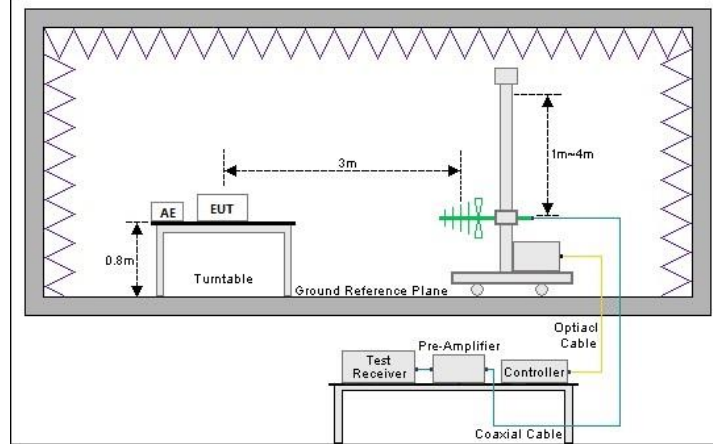 3m
1m~4m
AE
EUT
0.8m
Turntable
Ground Reference Plane
Optiacl
Cable
Pre-Amplifier
Test
Receiver
Controller
Coaxial Cable